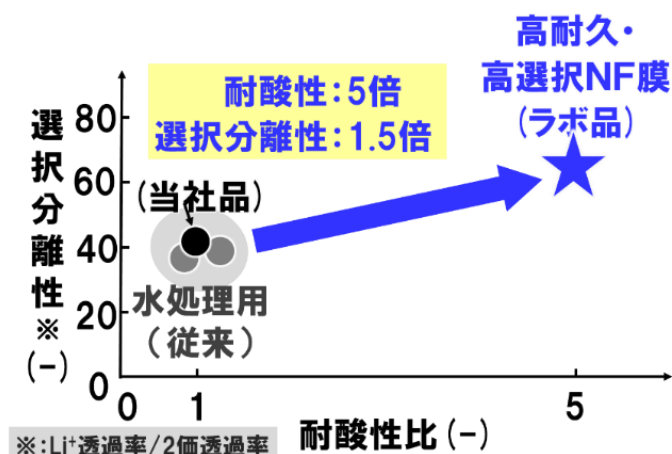 高耐久・
高選択NF膜
(ラボ品)
耐酸性:5倍
選択分離性:1.5倍
選択分離性※(-)
80
60
40
20
0
(当社品)
水処理用
(従来)
0 1 5
※:Li⁺透過率/2価透過率
耐酸性比(-)